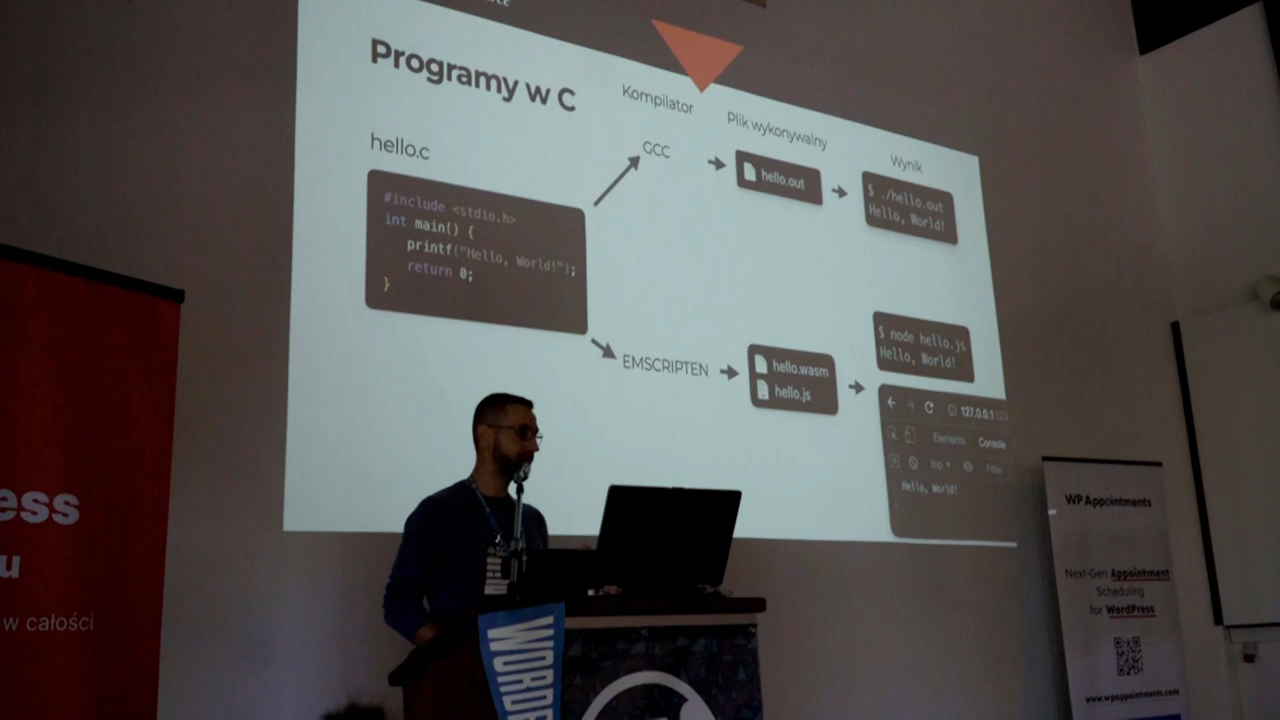 Programy w C
Kompilator
Plik wykonywalny
Wynik
hello.c
GCC
hello.out
$ ./hello.out
Hello, World!
#include <stdio.h>
int main() {
printf("Hello, World!");
return 0;
}
EMSCRIPTEN
hello.wasm
hello.js
$ node hello.js
Hello, World!
127.0.0.1:123
Elements Console
top Filter
Hello, World!
ess
u
w całości
WORD
WP Appointments
Next-Gen Appointment
Scheduling
for WordPress
www.wpappointments.com